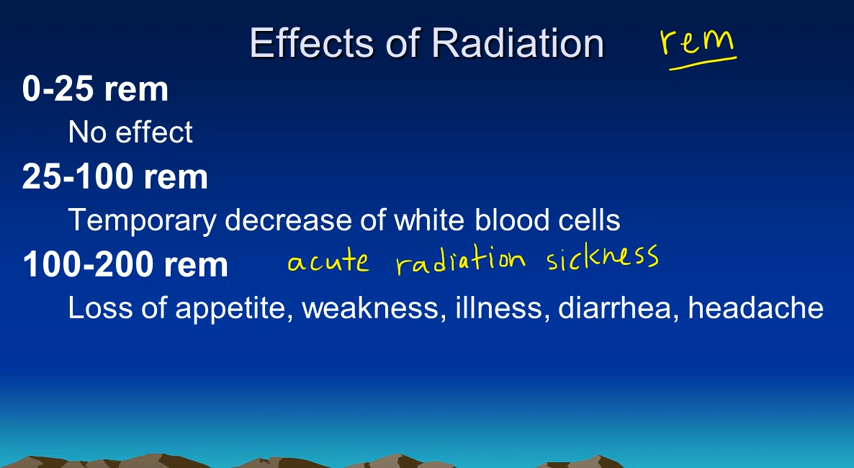 Effects of Radiation rem
0-25 rem
No effect
25-100 rem
Temporary decrease of white blood cells
100-200 rem acute radiation sickness
Loss of appetite, weakness, illness, diarrhea, headache